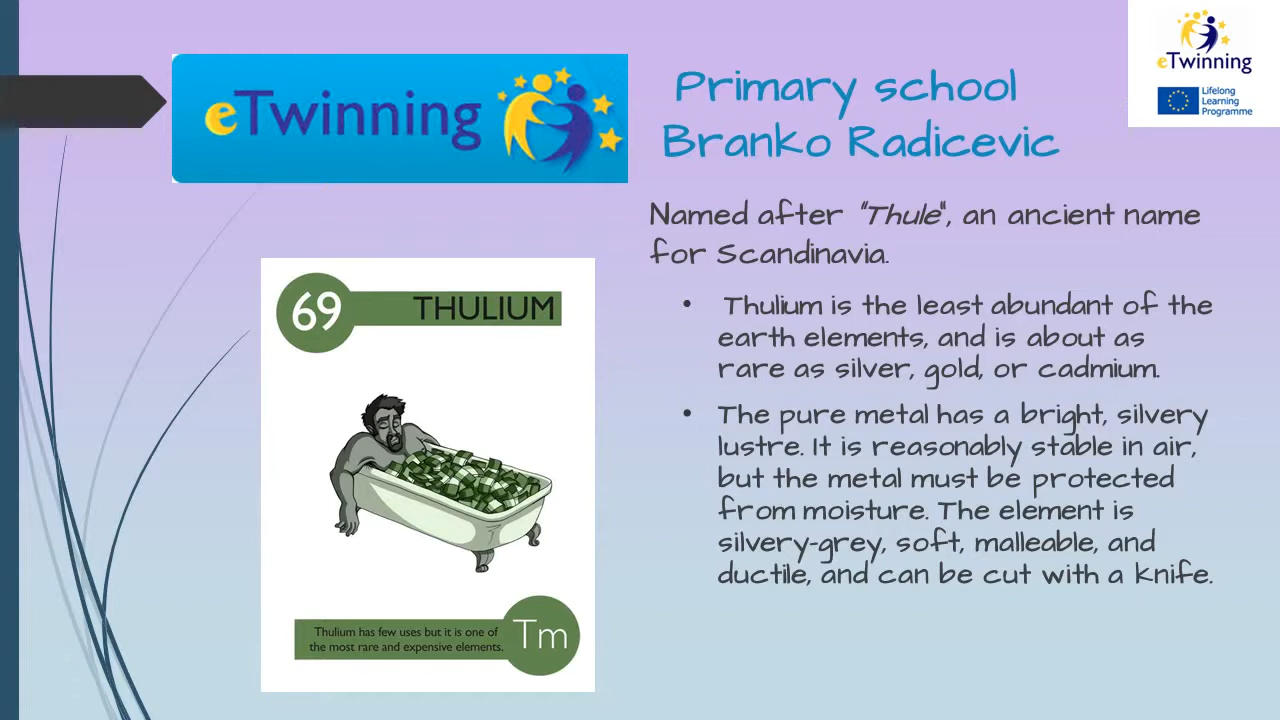 eTwinning
Primary school
Branko Radicevic
eTwinning
Lifelong
Learning
Programme
Named after "Thule", an ancient name
for Scandinavia.
• Thulium is the least abundant of the
earth elements, and is about as
rare as silver, gold, or cadmium.
• The pure metal has a bright, silvery
lustre. It is reasonably stable in air,
but the metal must be protected
from moisture. The element is
silvery-grey, soft, malleable, and
ductile, and can be cut with a knife.
69
THULIUM
Thulium has few uses but it is one of
the most rare and expensive elements.
Tm